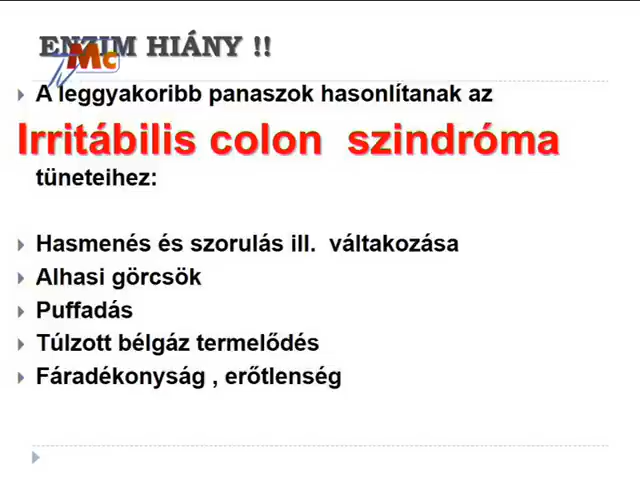 ENZIM HIÁNY !!
Mc
A leggyakoribb panaszok hasonlítanak az
Irritábilis colon szindróma
tüneteihez:
Hasmenés és szorulás ill. váltakozása
Alhasi görcsök
Puffadás
Túlzott bélgáz termelődés
Fáradékonyság , erőtlenség